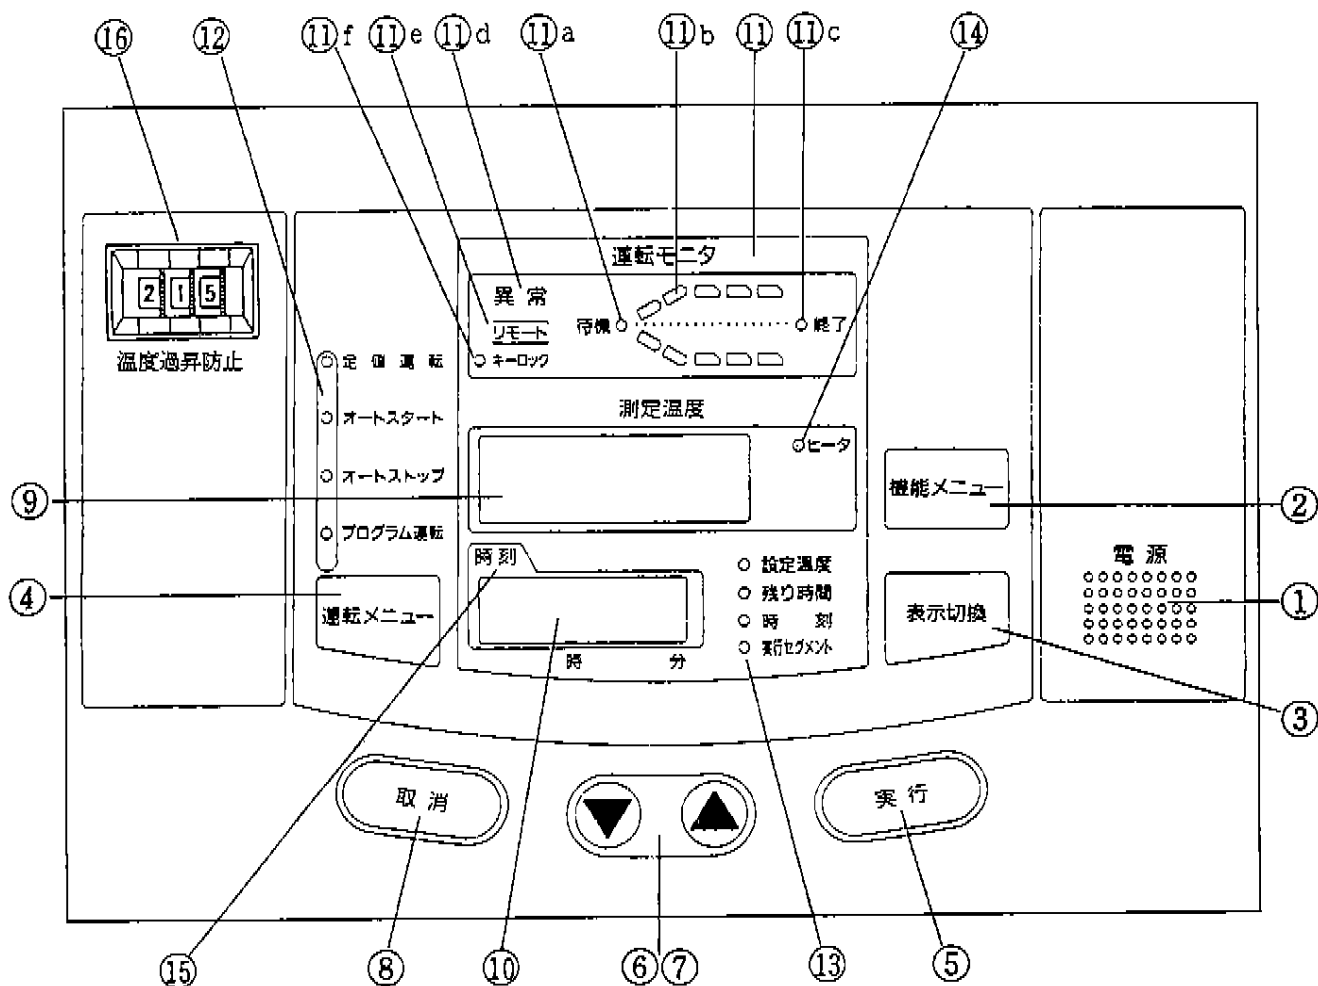 ⑯ ⑫ ⑪f ⑪e ⑪d ⑪a ⑪b ⑪ ⑪c ⑭
運転モニタ
異常
リモート
キーロック
待機
終了
2 1 5
温度過昇防止
定値運転
オートスタート
オートストップ
プログラム運転
測定温度
ヒータ
⑨
機能メニュー
②
時刻
設定温度
残り時間
時刻
実行セグメント
時 分
④
運転メニュー
表示切換
電源
①
③
取消
▼ ▲
実行
⑮ ⑧ ⑩ ⑥⑦ ⑬ ⑤